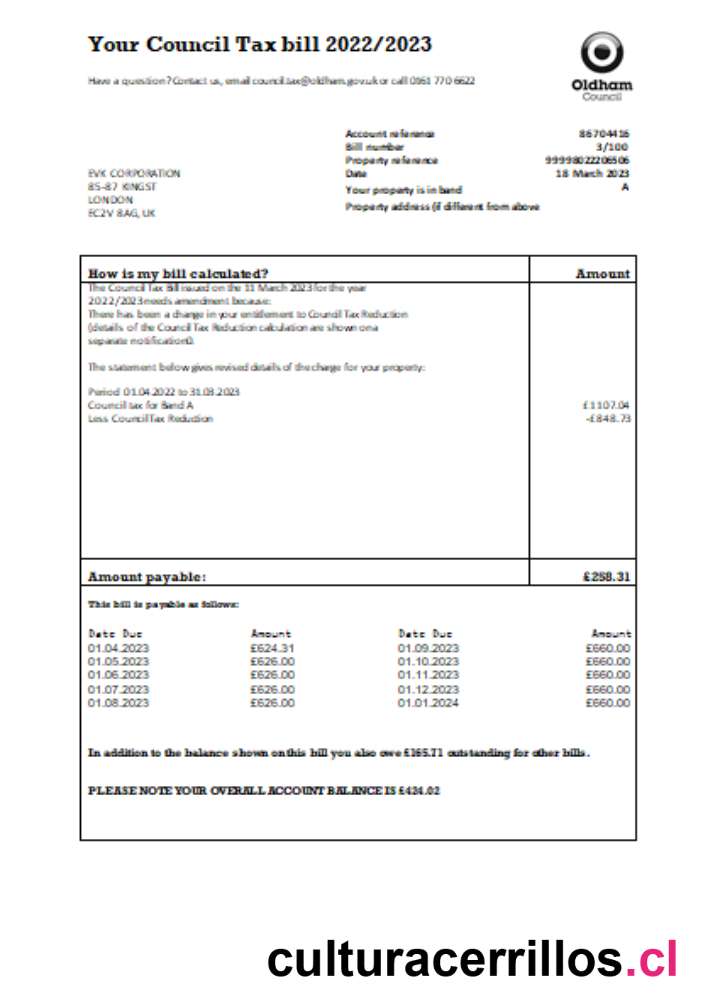 Your Council Tax bill 2022/2023
Have a question? Contact us, email council.tax@oldham.gov.uk or call 0161 770 6622
Oldham
Council
Account reference 86704416
Bill number 3/100
Property reference 99998022206506
Date 18 March 2023
Your property is in band A
Property address (if different from above
EVK CORPORATION
85-87 KINGST
LONDON
EC2V 8AG, UK
How is my bill calculated? Amount
The Council Tax Bill issued on the 11 March 2023 for the year
2022/2023 needs amendment because:
There has been a change in your entitlement to Council Tax Reduction
(details of the Council Tax Reduction calculation are shown on a
separate notification).
The statement below gives revised details of the charge for your property:
Period 01.04.2022 to 31.03.2023
Council tax for Band A £1107.04
Less Council Tax Reduction -£848.73
Amount payable: £258.31
This bill is payable as follows:
Date Due Amount Date Due Amount
01.04.2023 £624.31 01.09.2023 £660.00
01.05.2023 £626.00 01.10.2023 £660.00
01.06.2023 £626.00 01.11.2023 £660.00
01.07.2023 £626.00 01.12.2023 £660.00
01.08.2023 £626.00 01.01.2024 £660.00
In addition to the balance shown on this bill you also owe £165.71 outstanding for other bills.
PLEASE NOTE YOUR OVERALL ACCOUNT BALANCE IS £424.02
culturacerrillos.cl